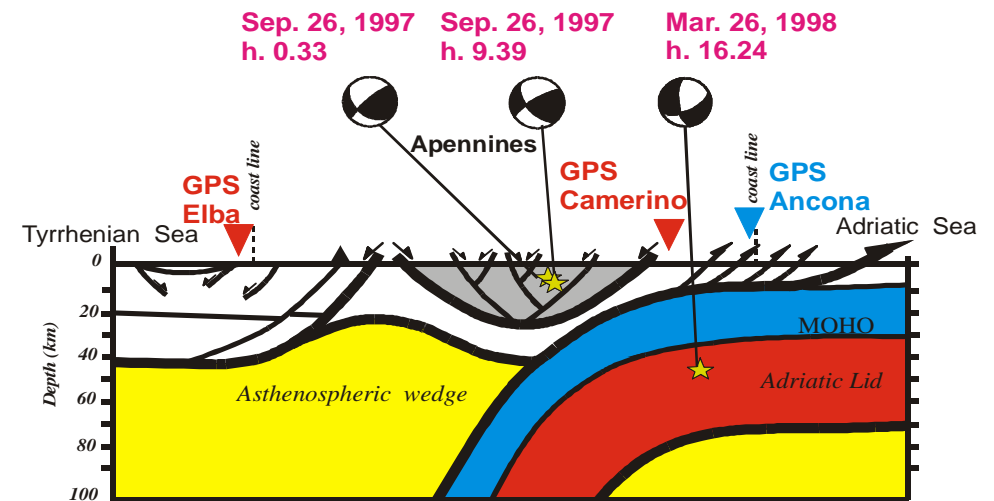 Sep. 26, 1997
h. 0.33
Sep. 26, 1997
h. 9.39
Mar. 26, 1998
h. 16.24
Apennines
coast line
GPS
Elba
GPS
Camerino
coast line
GPS
Ancona
Tyrrhenian Sea
Adriatic Sea
Depth (km)
0
20
40
60
80
100
MOHO
Asthenospheric wedge
Adriatic Lid